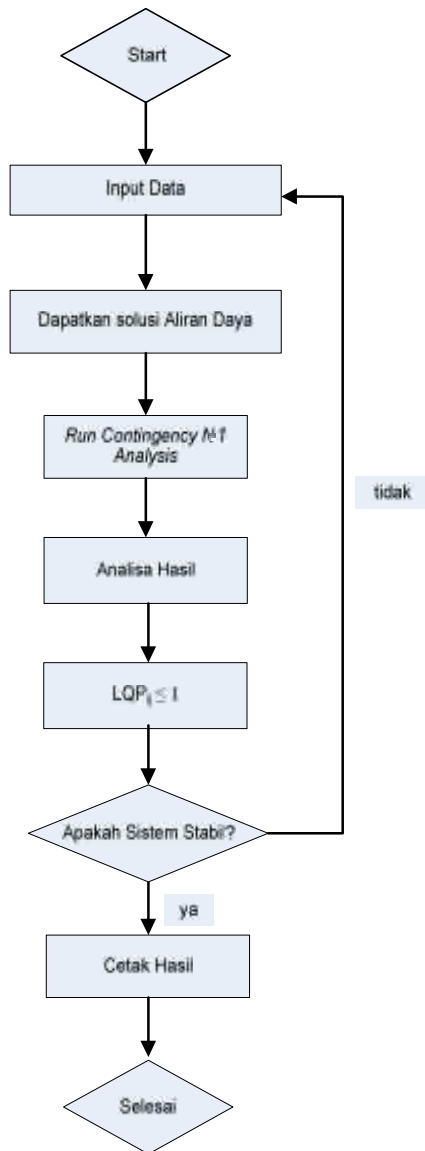 Start
Input Data
Dapatkan solusi Aliran Daya
Run Contingency N-1
Analysis
Analisa Hasil
LQPij ≤ 1
Apakah Sistem Stabil?
tidak
ya
Cetak Hasil
Selesai